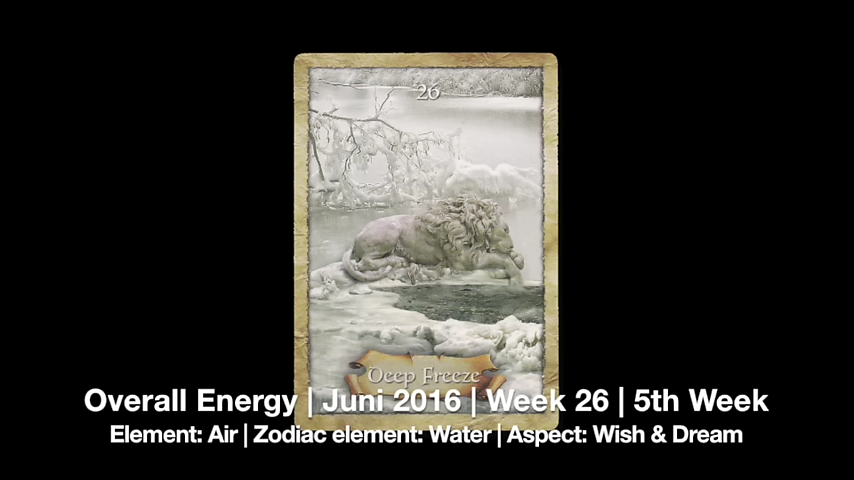 26
Deep Freeze
Overall Energy | Juni 2016 | Week 26 | 5th Week
Element: Air | Zodiac element: Water | Aspect: Wish & Dream